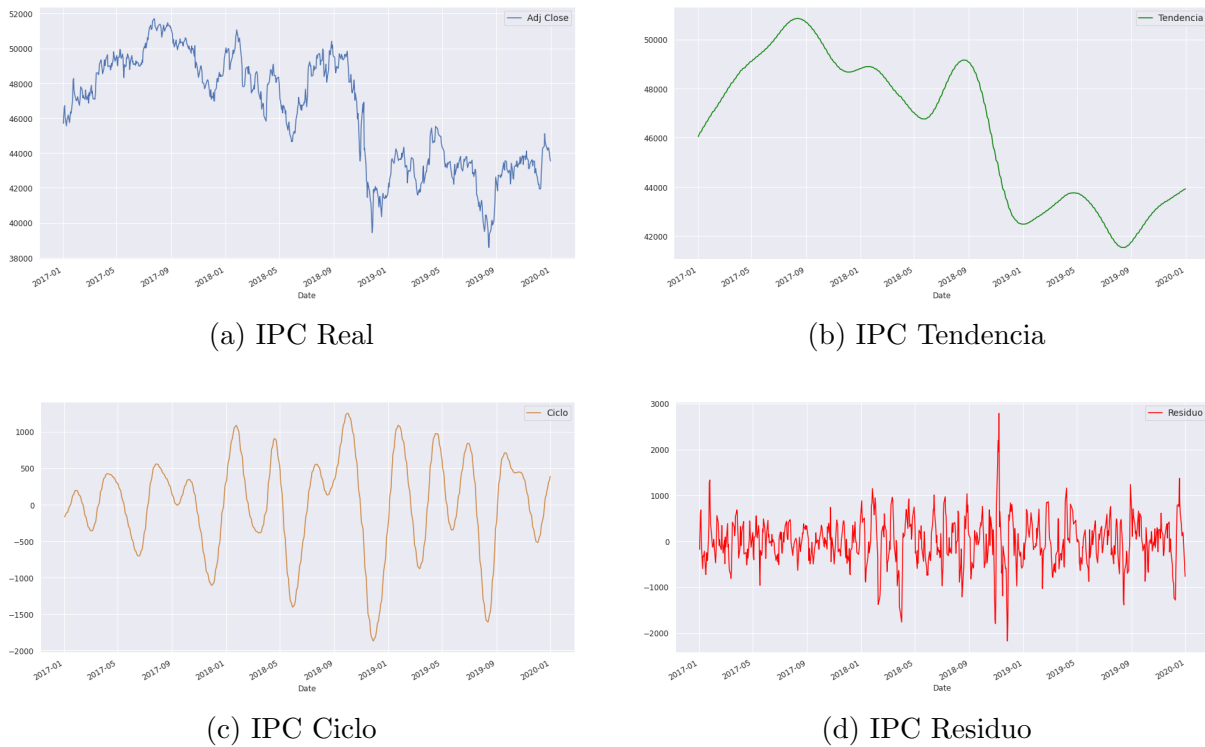 Adj Close
52000
50000
48000
46000
44000
42000
40000
38000
2017-01 2017-05 2017-09 2018-01 2018-05 2018-09 2019-01 2019-05 2019-09 2020-01
Date
(a) IPC Real
Tendencia
50000
48000
46000
44000
42000
2017-01 2017-05 2017-09 2018-01 2018-05 2018-09 2019-01 2019-05 2019-09 2020-01
Date
(b) IPC Tendencia
Ciclo
1000
500
0
−500
−1000
−1500
−2000
2017-01 2017-05 2017-09 2018-01 2018-05 2018-09 2019-01 2019-05 2019-09 2020-01
Date
(c) IPC Ciclo
Residuo
3000
2000
1000
0
−1000
−2000
2017-01 2017-05 2017-09 2018-01 2018-05 2018-09 2019-01 2019-05 2019-09 2020-01
Date
(d) IPC Residuo